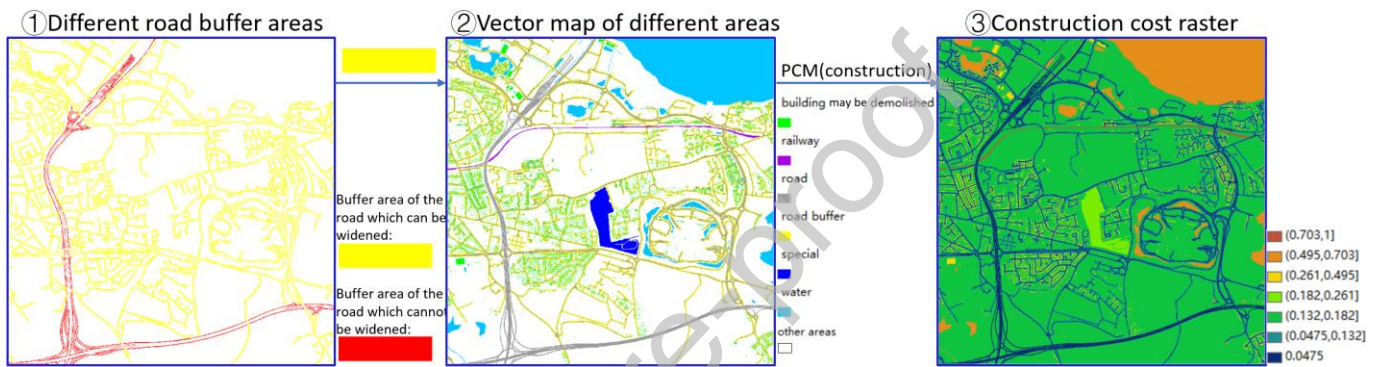 ①Different road buffer areas
Buffer area of the
road which can be
widened:
Buffer area of the
road which cannot
be widened:
②Vector map of different areas
PCM(construction)
building may be demolished
railway
road
road buffer
special
water
other areas
③Construction cost raster
(0.703,1]
(0.495,0.703]
(0.261,0.495]
(0.182,0.261]
(0.132,0.182]
(0.0475,0.132]
0.0475
reproof